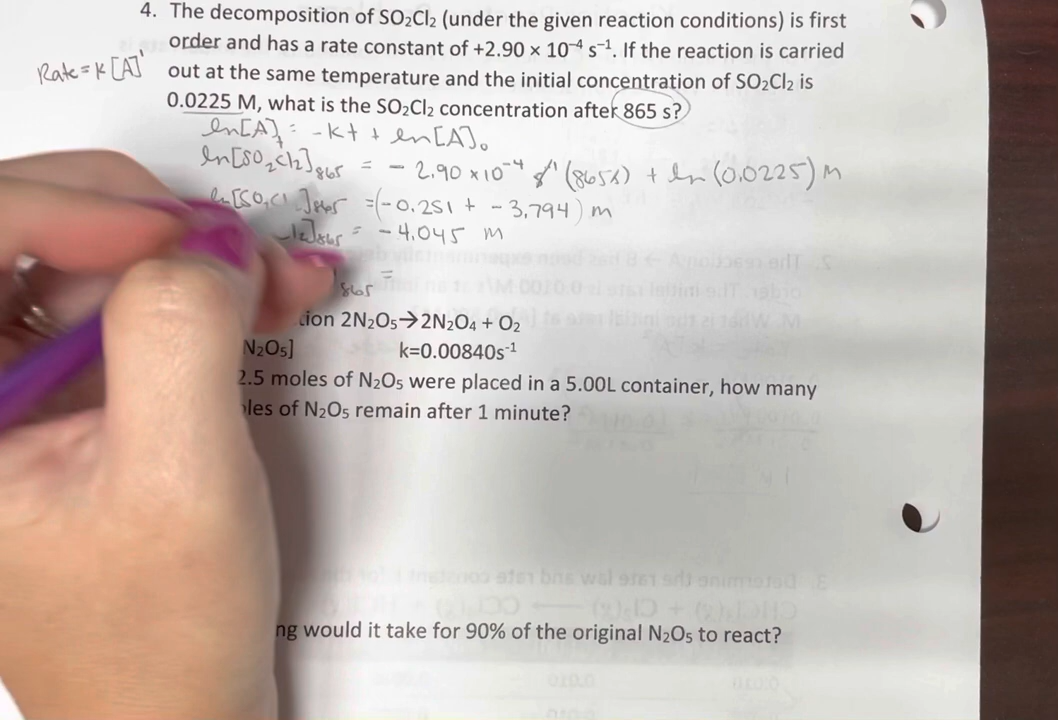 4. The decomposition of SO₂Cl₂ (under the given reaction conditions) is first
order and has a rate constant of +2.90 × 10⁻⁴ s⁻¹. If the reaction is carried
Rate = K [A]¹
out at the same temperature and the initial concentration of SO₂Cl₂ is
0.0225 M, what is the SO₂Cl₂ concentration after 865 s?
ln[A]t = -kt + ln[A]₀
ln[SO₂Cl2]₈₆₅ = - 2.90 × 10⁻⁴ s⁻¹ (865s) + ln (0.0225) M
ln[SO₂Cl₂]₈₆₅ = (-0.251 + -3.794) m
865 = -4.045 m
865 =
tion 2N₂O₅→2N₂O₄ + O₂
N₂O₅] k=0.00840s⁻¹
2.5 moles of N₂O₅ were placed in a 5.00L container, how many
les of N₂O₅ remain after 1 minute?
ng would it take for 90% of the original N₂O₅ to react?